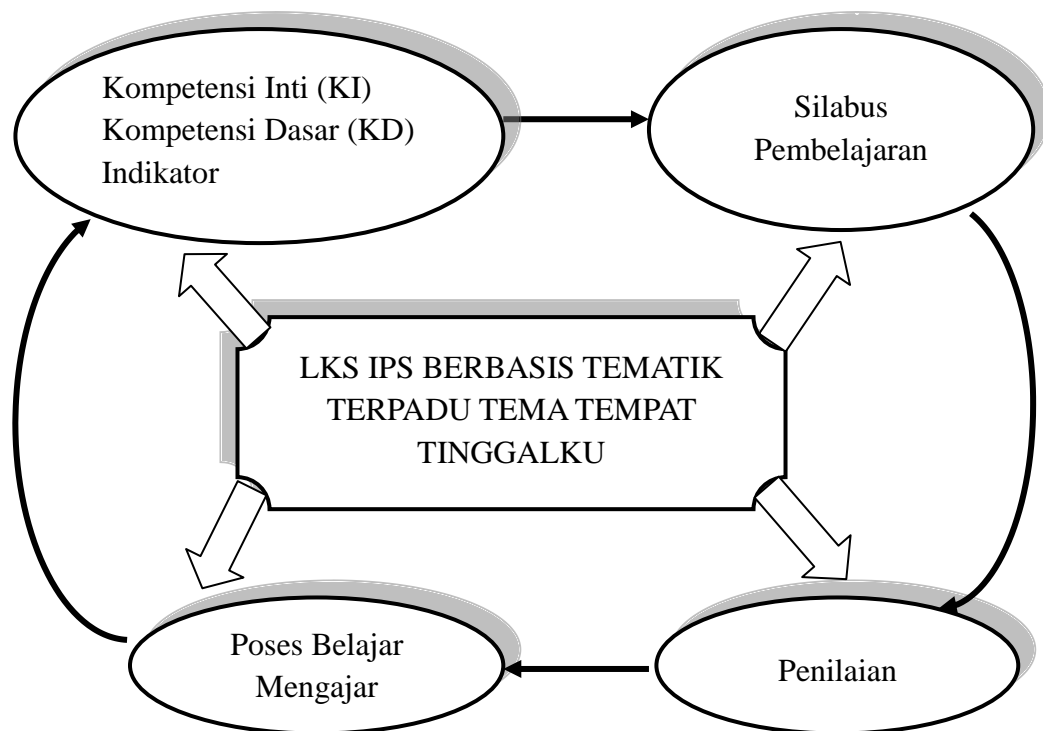 Kompetensi Inti (KI)
Kompetensi Dasar (KD)
Indikator
Silabus
Pembelajaran
LKS IPS BERBASIS TEMATIK
TERPADU TEMA TEMPAT
TINGGALKU
Poses Belajar
Mengajar
Penilaian